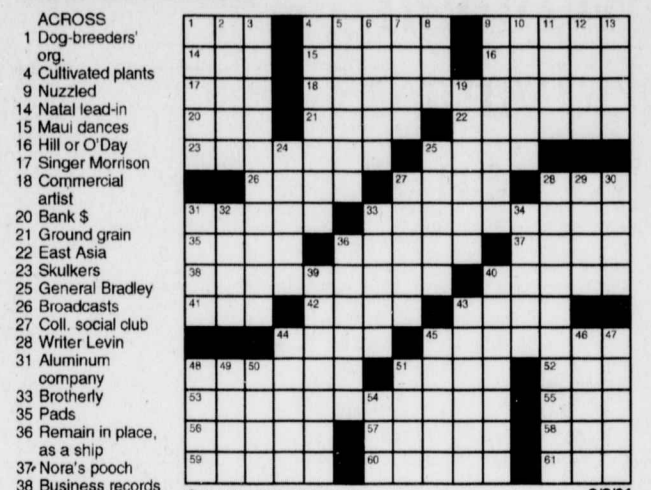 ACROSS
1 Dog-breeders'
org.
4 Cultivated plants
9 Nuzzled
14 Natal lead-in
15 Maui dances
16 Hill or O'Day
17 Singer Morrison
18 Commercial
artist
20 Bank $
21 Ground grain
22 East Asia
23 Skulkers
25 General Bradley
26 Broadcasts
27 Coll. social club
28 Writer Levin
31 Aluminum
company
33 Brotherly
35 Pads
36 Remain in place,
as a ship
37 Nora's pooch
38 Business records
1 2 3 4 5 6 7 8 9 10 11 12 13
14 15 16
17 18 19
20 21 22
23 24 25
26 27 28 29 30
31 32 33 34
35 36 37
38 39 40
41 42 43
44 45 46 47
48 49 50 51 52
53 54 55
56 57 58
59 60 61